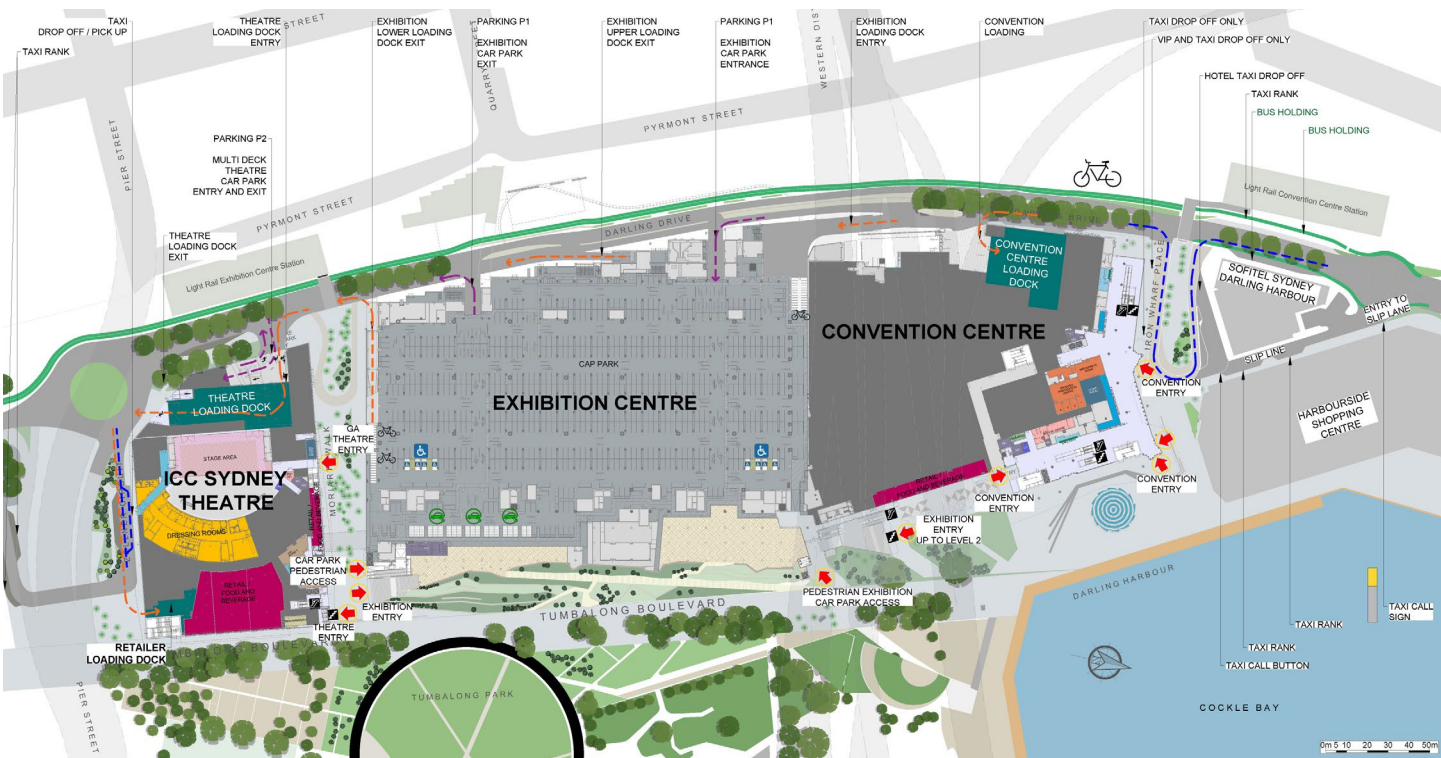 TAXI
DROP OFF / PICK UP
TAXI RANK
THEATRE
LOADING DOCK
ENTRY
EXHIBITION
LOWER LOADING
DOCK EXIT
PARKING P1
EXHIBITION
CAR PARK
EXIT
EXHIBITION
UPPER LOADING
DOCK EXIT
PARKING P1
EXHIBITION
CAR PARK
ENTRANCE
EXHIBITION
LOADING DOCK
ENTRY
CONVENTION
LOADING
TAXI DROP OFF ONLY
VIP AND TAXI DROP OFF ONLY
HOTEL TAXI DROP OFF
TAXI RANK
BUS HOLDING
BUS HOLDING
WESTERN DIST
PYRMONT STREET
PIER STREET
PARKING P2
MULTI DECK
THEATRE
CAR PARK
ENTRY AND EXIT
PYRMONT STREET
THEATRE
LOADING DOCK
EXIT
Light Rail Exhibition Centre Station
DARLING DRIVE
Light Rail Convention Centre Station
CONVENTION
CENTRE
LOADING
DOCK
IRON WHARF PLACE
SOFITEL SYDNEY
DARLING HARBOUR
ENTRY TO
SLIP LANE
SLIP LINE
CONVENTION CENTRE
CAP PARK
EXHIBITION CENTRE
CONVENTION
ENTRY
HARBOURSIDE
SHOPPING
CENTRE
THEATRE
LOADING DOCK
GA
THEATRE
ENTRY
STAGE AREA
ICC SYDNEY
THEATRE
DRESSING ROOMS
RETAIL /
FOOD AND BEVERAGE
CONVENTION
ENTRY
CONVENTION
ENTRY
EXHIBITION
ENTRY
UP TO LEVEL 2
CAR PARK
PEDESTRIAN
ACCESS
RETAIL /
FOOD AND
BEVERAGE
EXHIBITION
ENTRY
THEATRE
ENTRY
PEDESTRIAN EXHIBITION
CAR PARK ACCESS
TUMBALONG BOULEVARD
DARLING HARBOUR
TAXI CALL
SIGN
TAXI RANK
RETAILER
LOADING DOCK
TAXI RANK
TAXI CALL BUTTON
PIER STREET
TUMBALONG PARK
COCKLE BAY
0m 5 10 20 30 40 50m